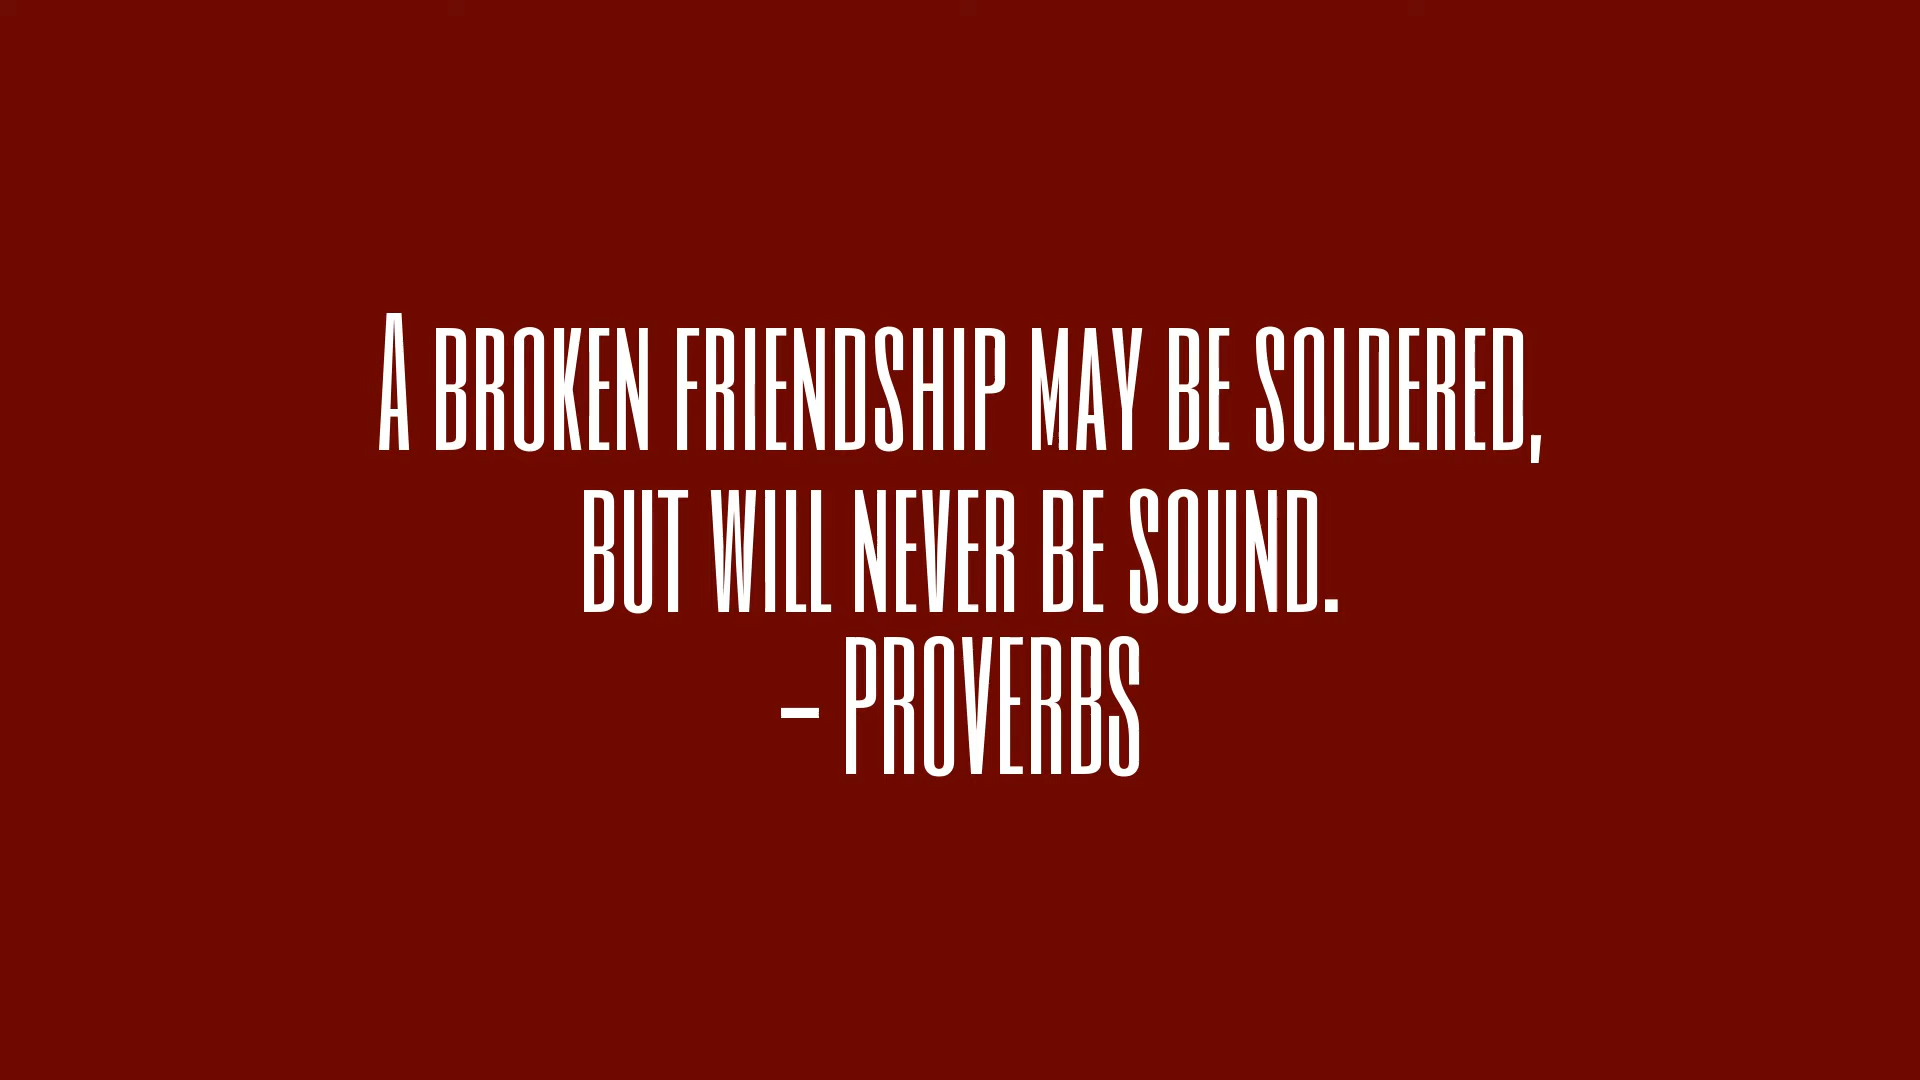 A BROKEN FRIENDSHIP MAY BE SOLDERED,
BUT WILL NEVER BE SOUND.
– PROVERBS